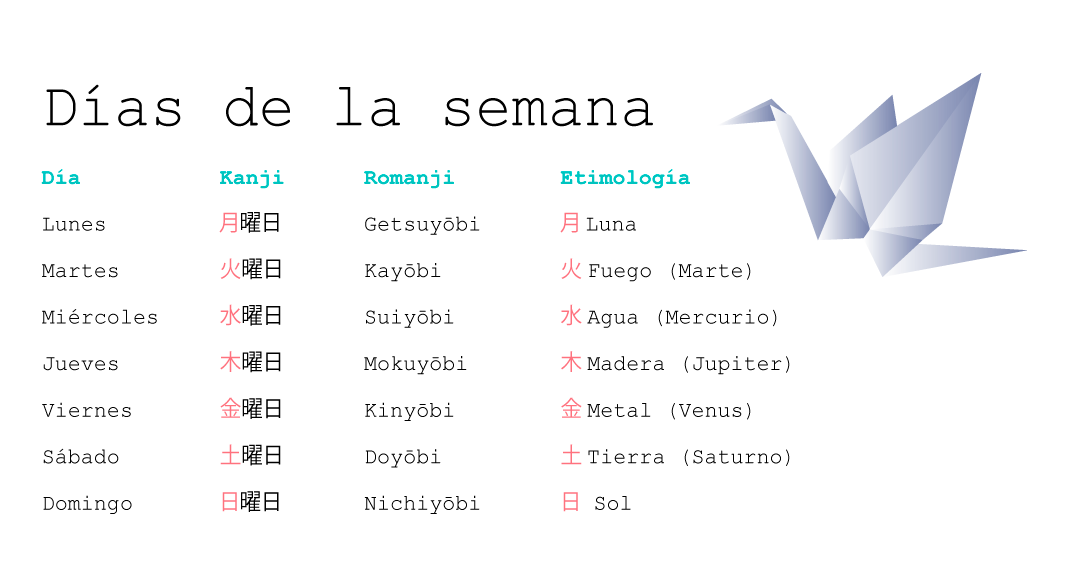 Días de la semana
Día Kanji Romanji Etimología
Lunes 月曜日 Getsuyōbi 月 Luna
Martes 火曜日 Kayōbi 火 Fuego (Marte)
Miércoles 水曜日 Suiyōbi 水 Agua (Mercurio)
Jueves 木曜日 Mokuyōbi 木 Madera (Jupiter)
Viernes 金曜日 Kinyōbi 金 Metal (Venus)
Sábado 土曜日 Doyōbi 土 Tierra (Saturno)
Domingo 日曜日 Nichiyōbi 日 Sol